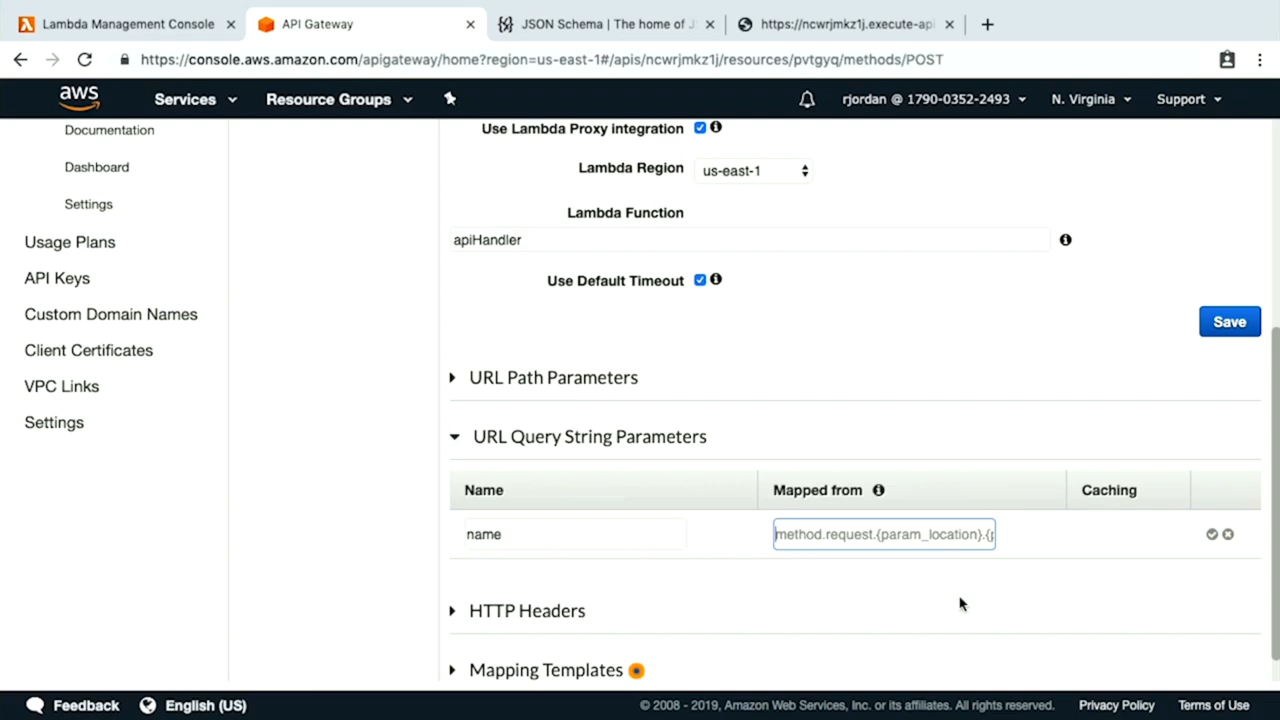 Lambda Management Console
API Gateway
JSON Schema | The home of J
https://ncwrjmkz1j.execute-api
https://console.aws.amazon.com/apigateway/home?region=us-east-1#/apis/ncwrjmkz1j/resources/pvtgyq/methods/POST
aws
Services
Resource Groups
rjordan @ 1790-0352-2493
N. Virginia
Support
Documentation
Dashboard
Settings
Usage Plans
API Keys
Custom Domain Names
Client Certificates
VPC Links
Settings
Use Lambda Proxy integration
Lambda Region
us-east-1
Lambda Function
apiHandler
Use Default Timeout
Save
URL Path Parameters
URL Query String Parameters
Name
Mapped from
Caching
name
method.request.{param_location}.{p
HTTP Headers
Mapping Templates
Feedback
English (US)
© 2008 - 2019, Amazon Web Services, Inc. or its affiliates. All rights reserved.
Privacy Policy
Terms of Use